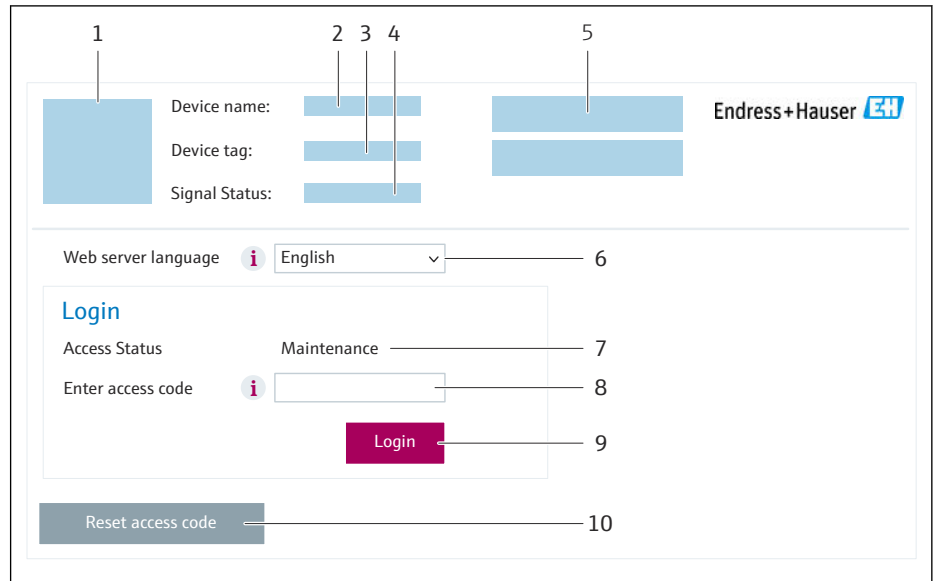 1 2 3 4 5
Device name:
Endress+Hauser EH
Device tag:
Signal Status:
Web server language i English 6
Login
Access Status Maintenance 7
Enter access code i 8
Login 9
Reset access code 10